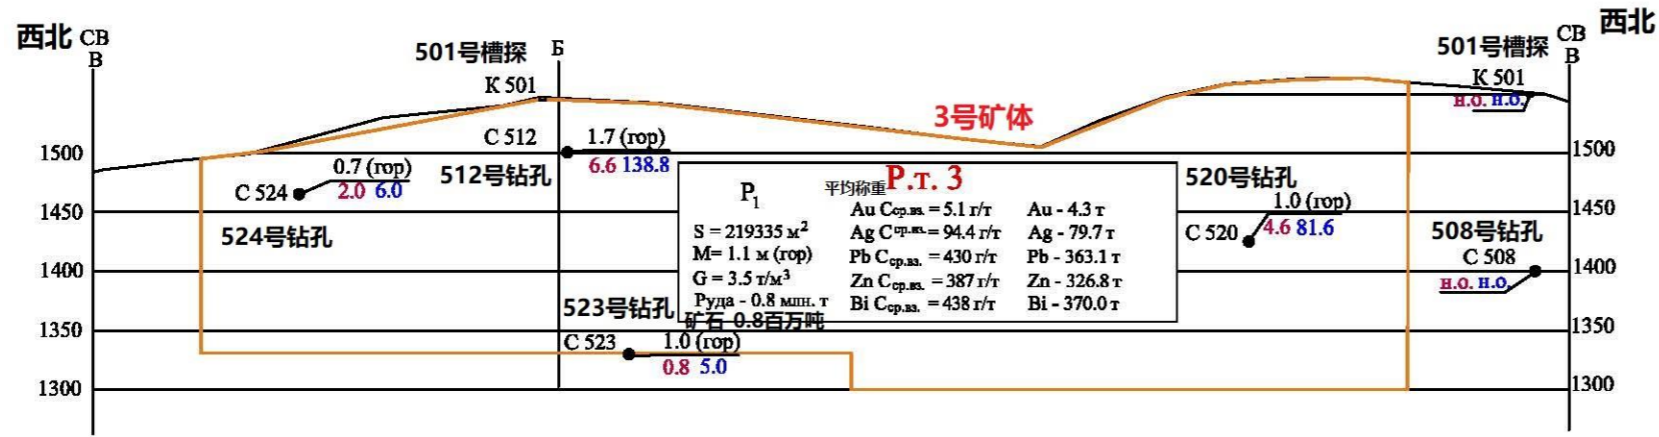 西北 СВ
В
501号槽探
К 501
Б
3号矿体
501号槽探
К 501
н.о. н.о.
СВ
В
西北
1500
С 512
512号钻孔
1.7 (гор)
6.6 138.8
1500
С 524
524号钻孔
0.7 (гор)
2.0 6.0
1450
1450
1400
1400
1350
1350
1300
1300
P₁
S = 219335 м²
М= 1.1 м (гор)
G = 3.5 т/м³
Руда - 0.8 млн. т
矿石 0.8百万吨
平均称重 Р.т. 3
Au Cср.вз. = 5.1 г/т Au - 4.3 т
Ag Cср.вз. = 94.4 г/т Ag - 79.7 т
Pb Cср.вз. = 430 г/т Pb - 363.1 т
Zn Cср.вз. = 387 г/т Zn - 326.8 т
Bi Cср.вз. = 438 г/т Bi - 370.0 т
523号钻孔
С 523
1.0 (гор)
0.8 5.0
520号钻孔
С 520
1.0 (гор)
4.6 81.6
508号钻孔
С 508
н.о. н.о.